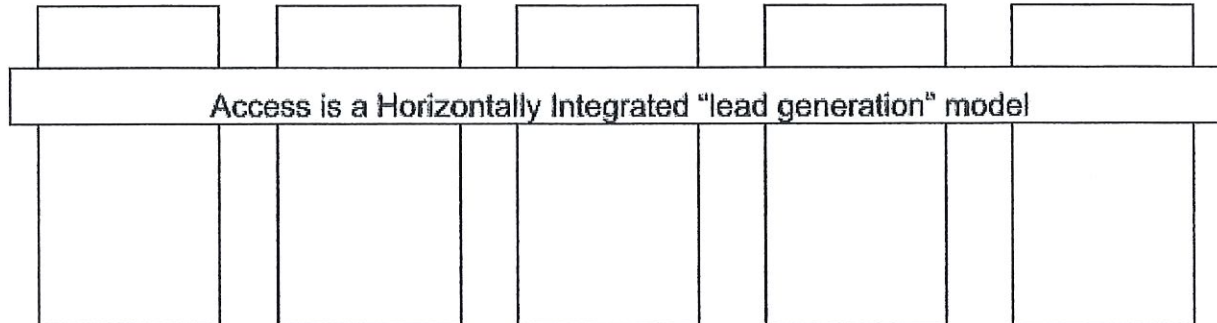 Access is a Horizontally Integrated “lead generation” model